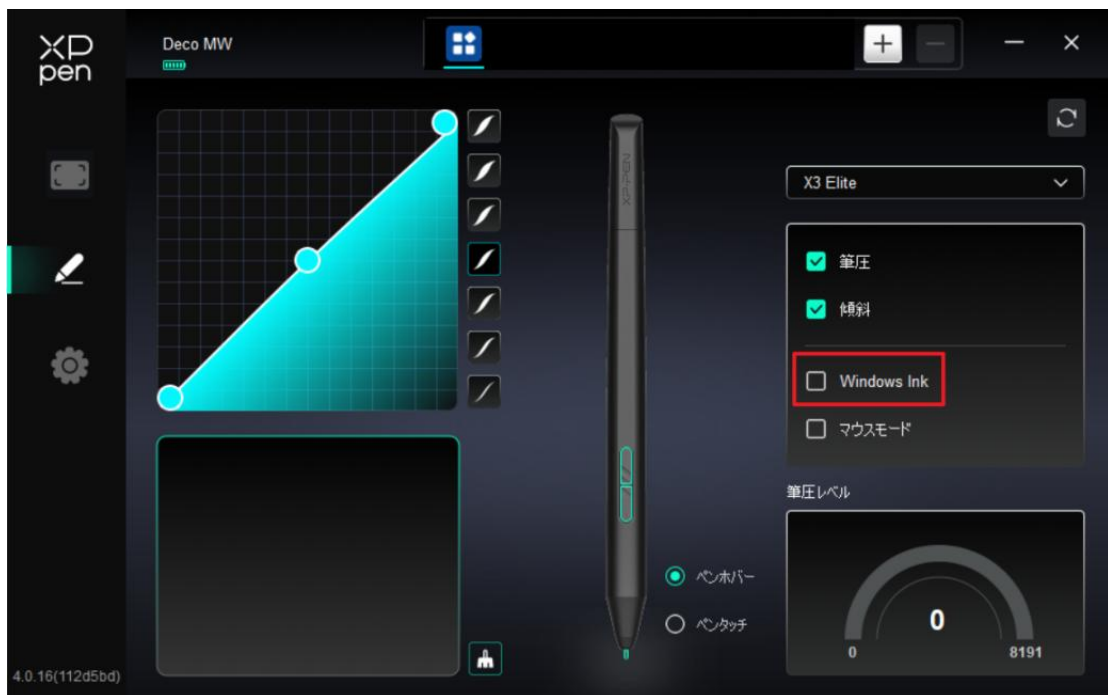 XP
pen
Deco MW
XPPEN
X3 Elite
筆圧
傾斜
Windows Ink
マウスモード
筆圧レベル
ペンホバー
ペンタッチ
0
0
8191
4.0.16(112d5bd)